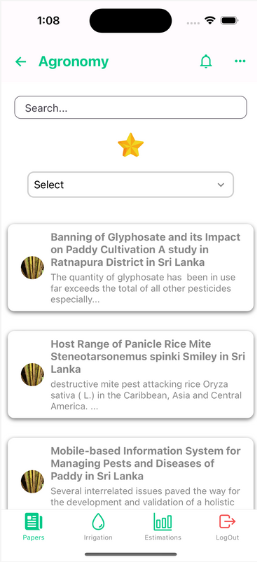 1:08
Agronomy
Search...
Select
Banning of Glyphosate and its Impact
on Paddy Cultivation A study in
Ratnapura District in Sri Lanka
The quantity of glyphosate has been in use
far exceeds the total of all other pesticides
especially...
Host Range of Panicle Rice Mite
Steneotarsonemus spinki Smiley in Sri
Lanka
destructive mite pest attacking rice Oryza
sativa ( L.) in the Caribbean, Asia and Central
America. ...
Mobile-based Information System for
Managing Pests and Diseases of
Paddy in Sri Lanka
Several interrelated issues paved the way for
the development and validation of a holistic
Papers
Irrigation
Estimations
LogOut